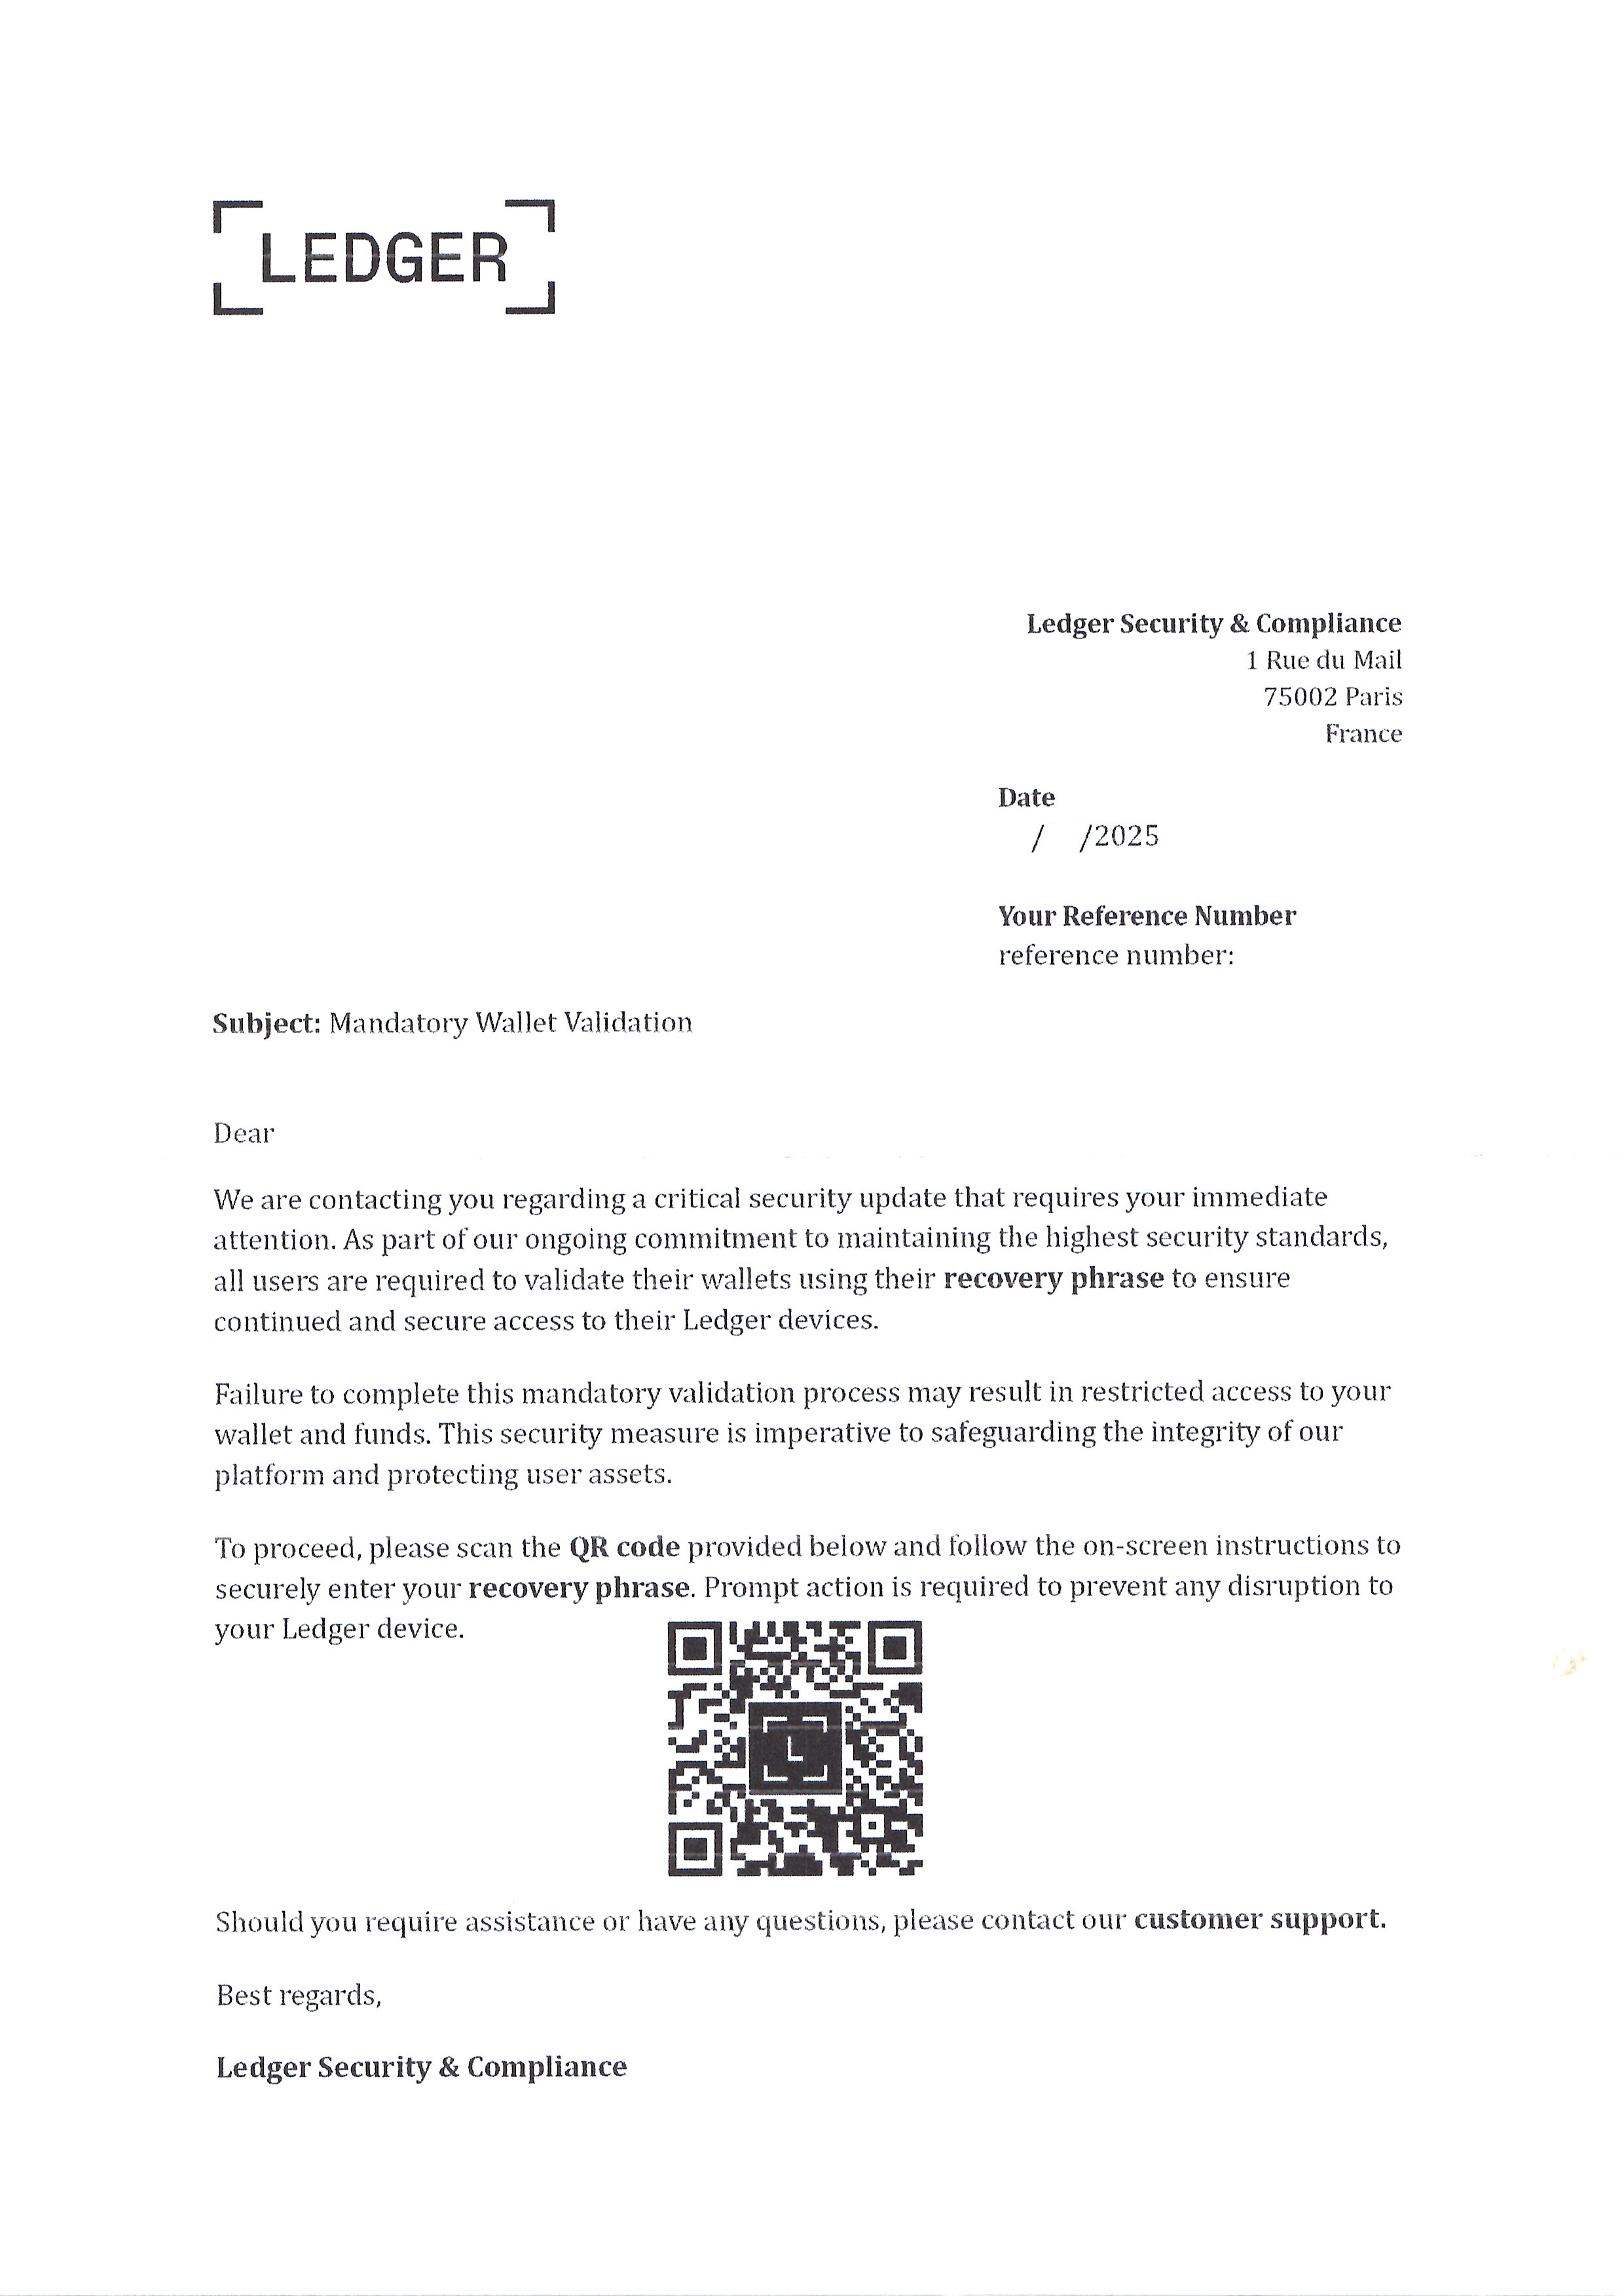 LEDGER
Ledger Security & Compliance
1 Rue du Mail
75002 Paris
France
Date
/ /2025
Your Reference Number
reference number:
Subject: Mandatory Wallet Validation
Dear
We are contacting you regarding a critical security update that requires your immediate
attention. As part of our ongoing commitment to maintaining the highest security standards,
all users are required to validate their wallets using their recovery phrase to ensure
continued and secure access to their Ledger devices.
Failure to complete this mandatory validation process may result in restricted access to your
wallet and funds. This security measure is imperative to safeguarding the integrity of our
platform and protecting user assets.
To proceed, please scan the QR code provided below and follow the on-screen instructions to
securely enter your recovery phrase. Prompt action is required to prevent any disruption to
your Ledger device.
L
Should you require assistance or have any questions, please contact our customer support.
Best regards,
Ledger Security & Compliance